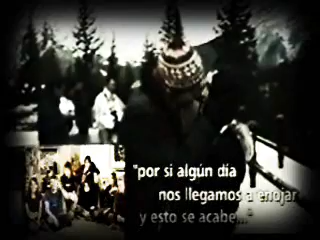 "por si algún día
nos llegamos a enojar
y esto se acabe..."